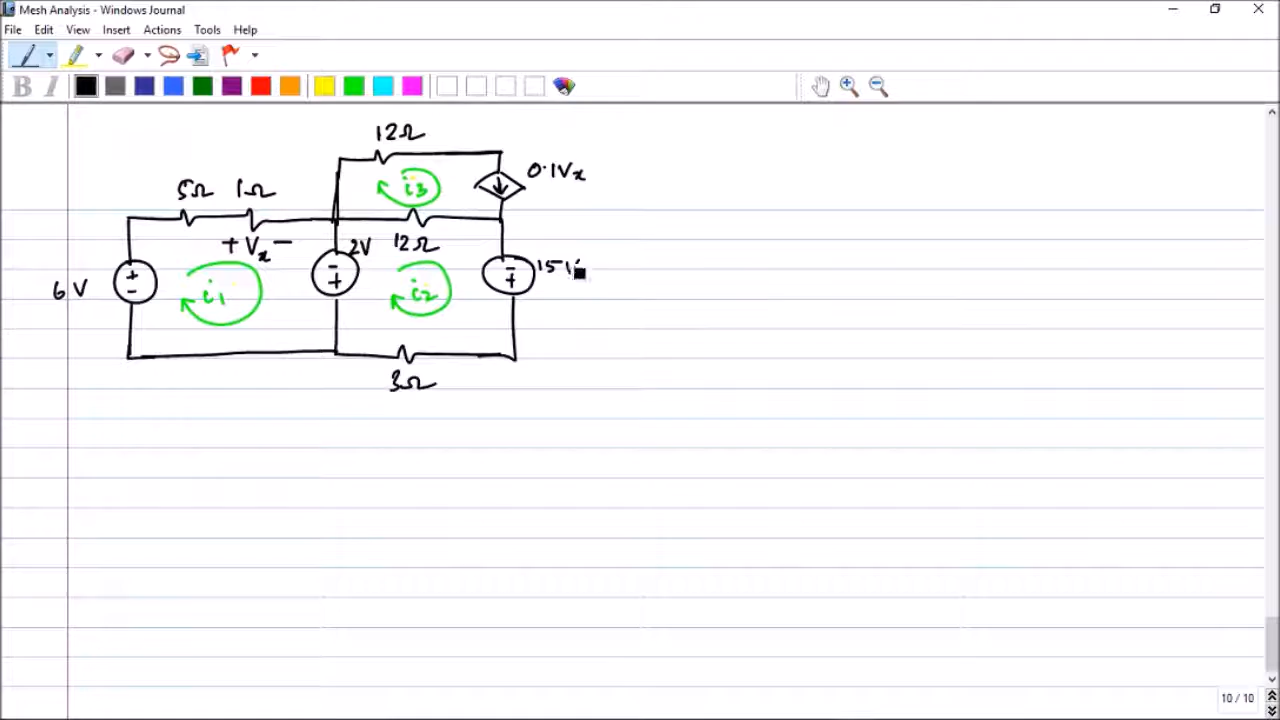 Mesh Analysis - Windows Journal
File Edit View Insert Actions Tools Help
B I
12Ω
0.1Vx
i3
5Ω 1Ω
+ Vx −
2V 12Ω
15V
6V
+
−
−
+
−
+
i1
i2
3Ω
10 / 10